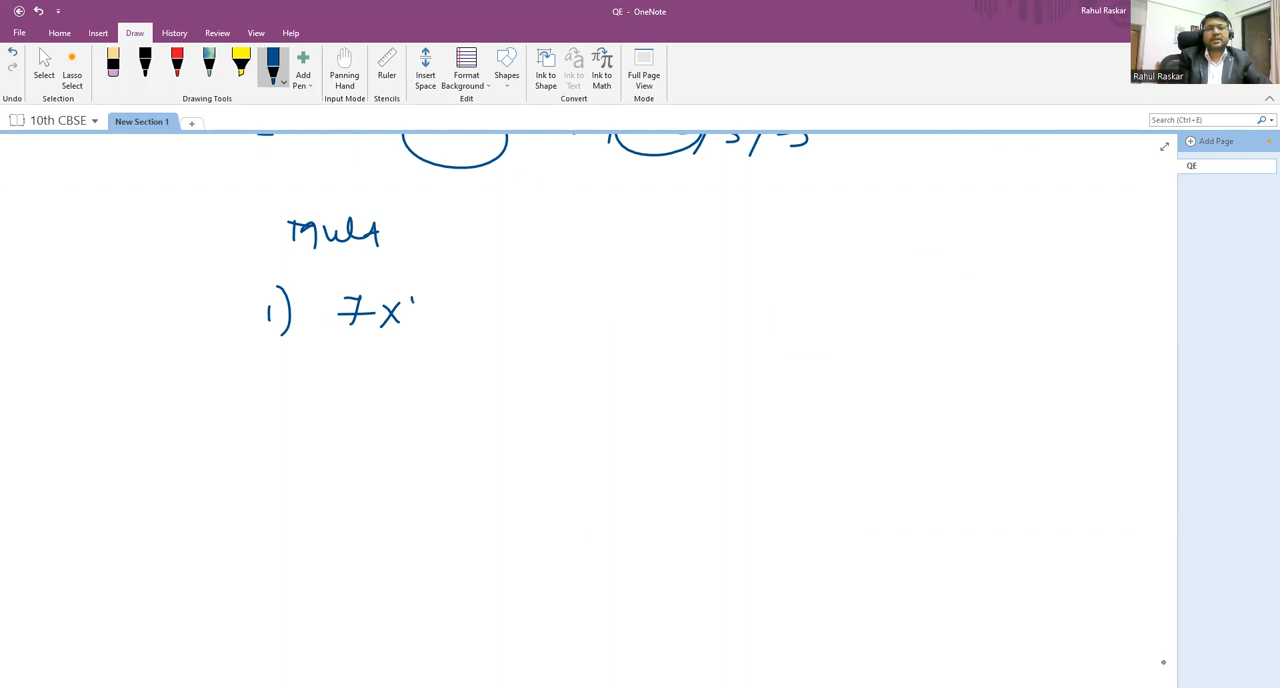 QE - OneNote
Rahul Raskar
File Home Insert Draw History Review View Help
Undo
Select
Lasso Select
Add Pen
Panning Hand
Ruler
Insert Space
Format Background
Shapes
Ink to Shape
Ink to Text
Ink to Math
Full Page View
Selection
Drawing Tools
Input Mode
Stencils
Edit
Convert
Mode
Rahul Raskar
10th CBSE
New Section 1
Search (Ctrl+E)
Add Page
QE
1) 7x